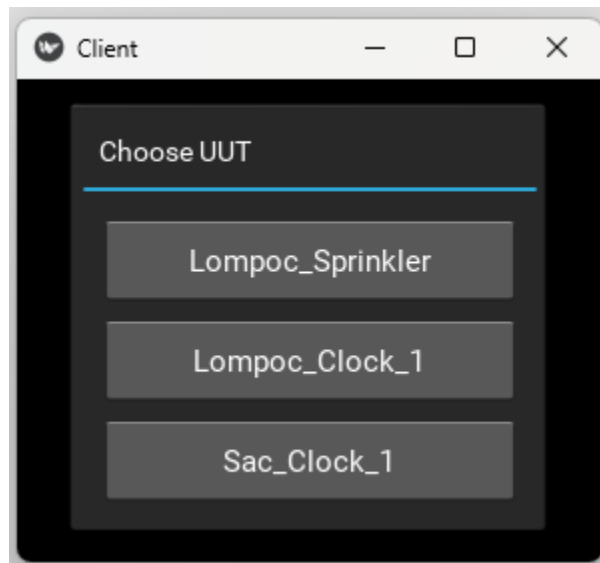 Client
Choose UUT
Lompoc_Sprinkler
Lompoc_Clock_1
Sac_Clock_1